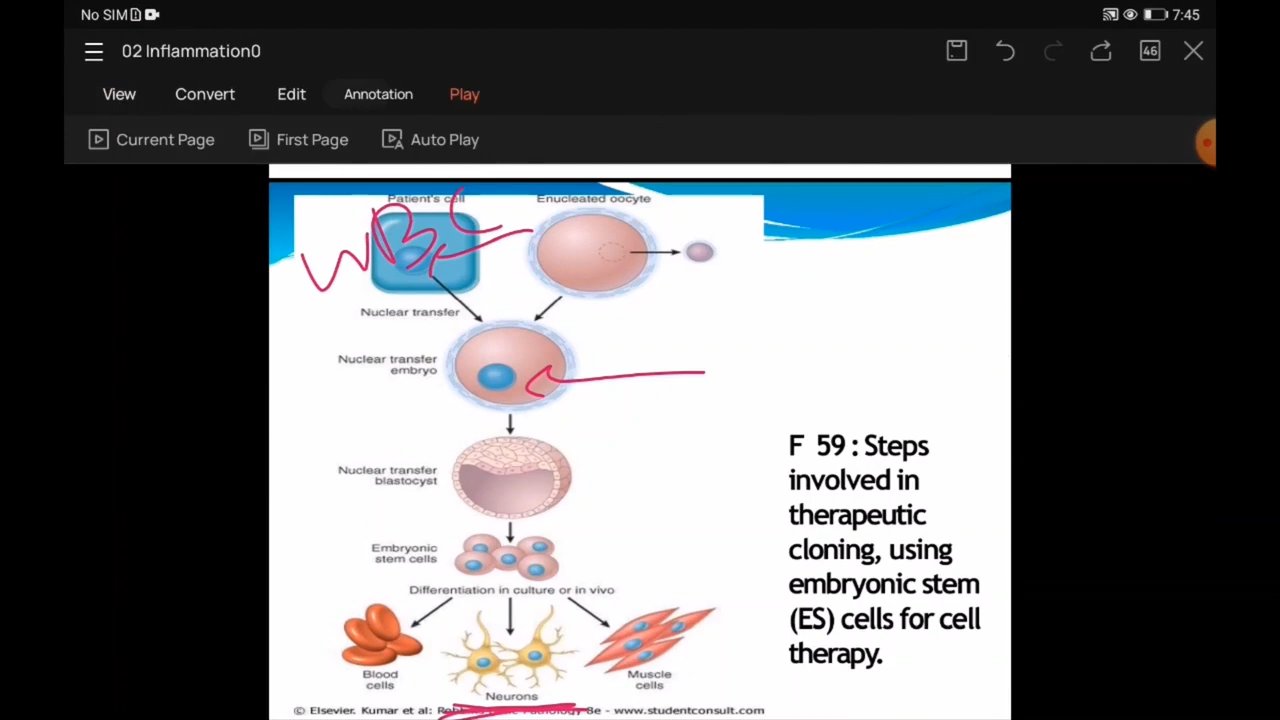 No SIM 7:45
02 Inflammation0 46
View Convert Edit Annotation Play
Current Page First Page Auto Play
Patient's cell Enucleated oocyte
WBC
Nuclear transfer
Nuclear transfer
embryo
Nuclear transfer
blastocyst
Embryonic
stem cells
Differentiation in culture or in vivo
Blood
cells
Neurons
Muscle
cells
© Elsevier. Kumar et al: 8e - www.studentconsult.com
F 59 : Steps
involved in
therapeutic
cloning, using
embryonic stem
(ES) cells for cell
therapy.